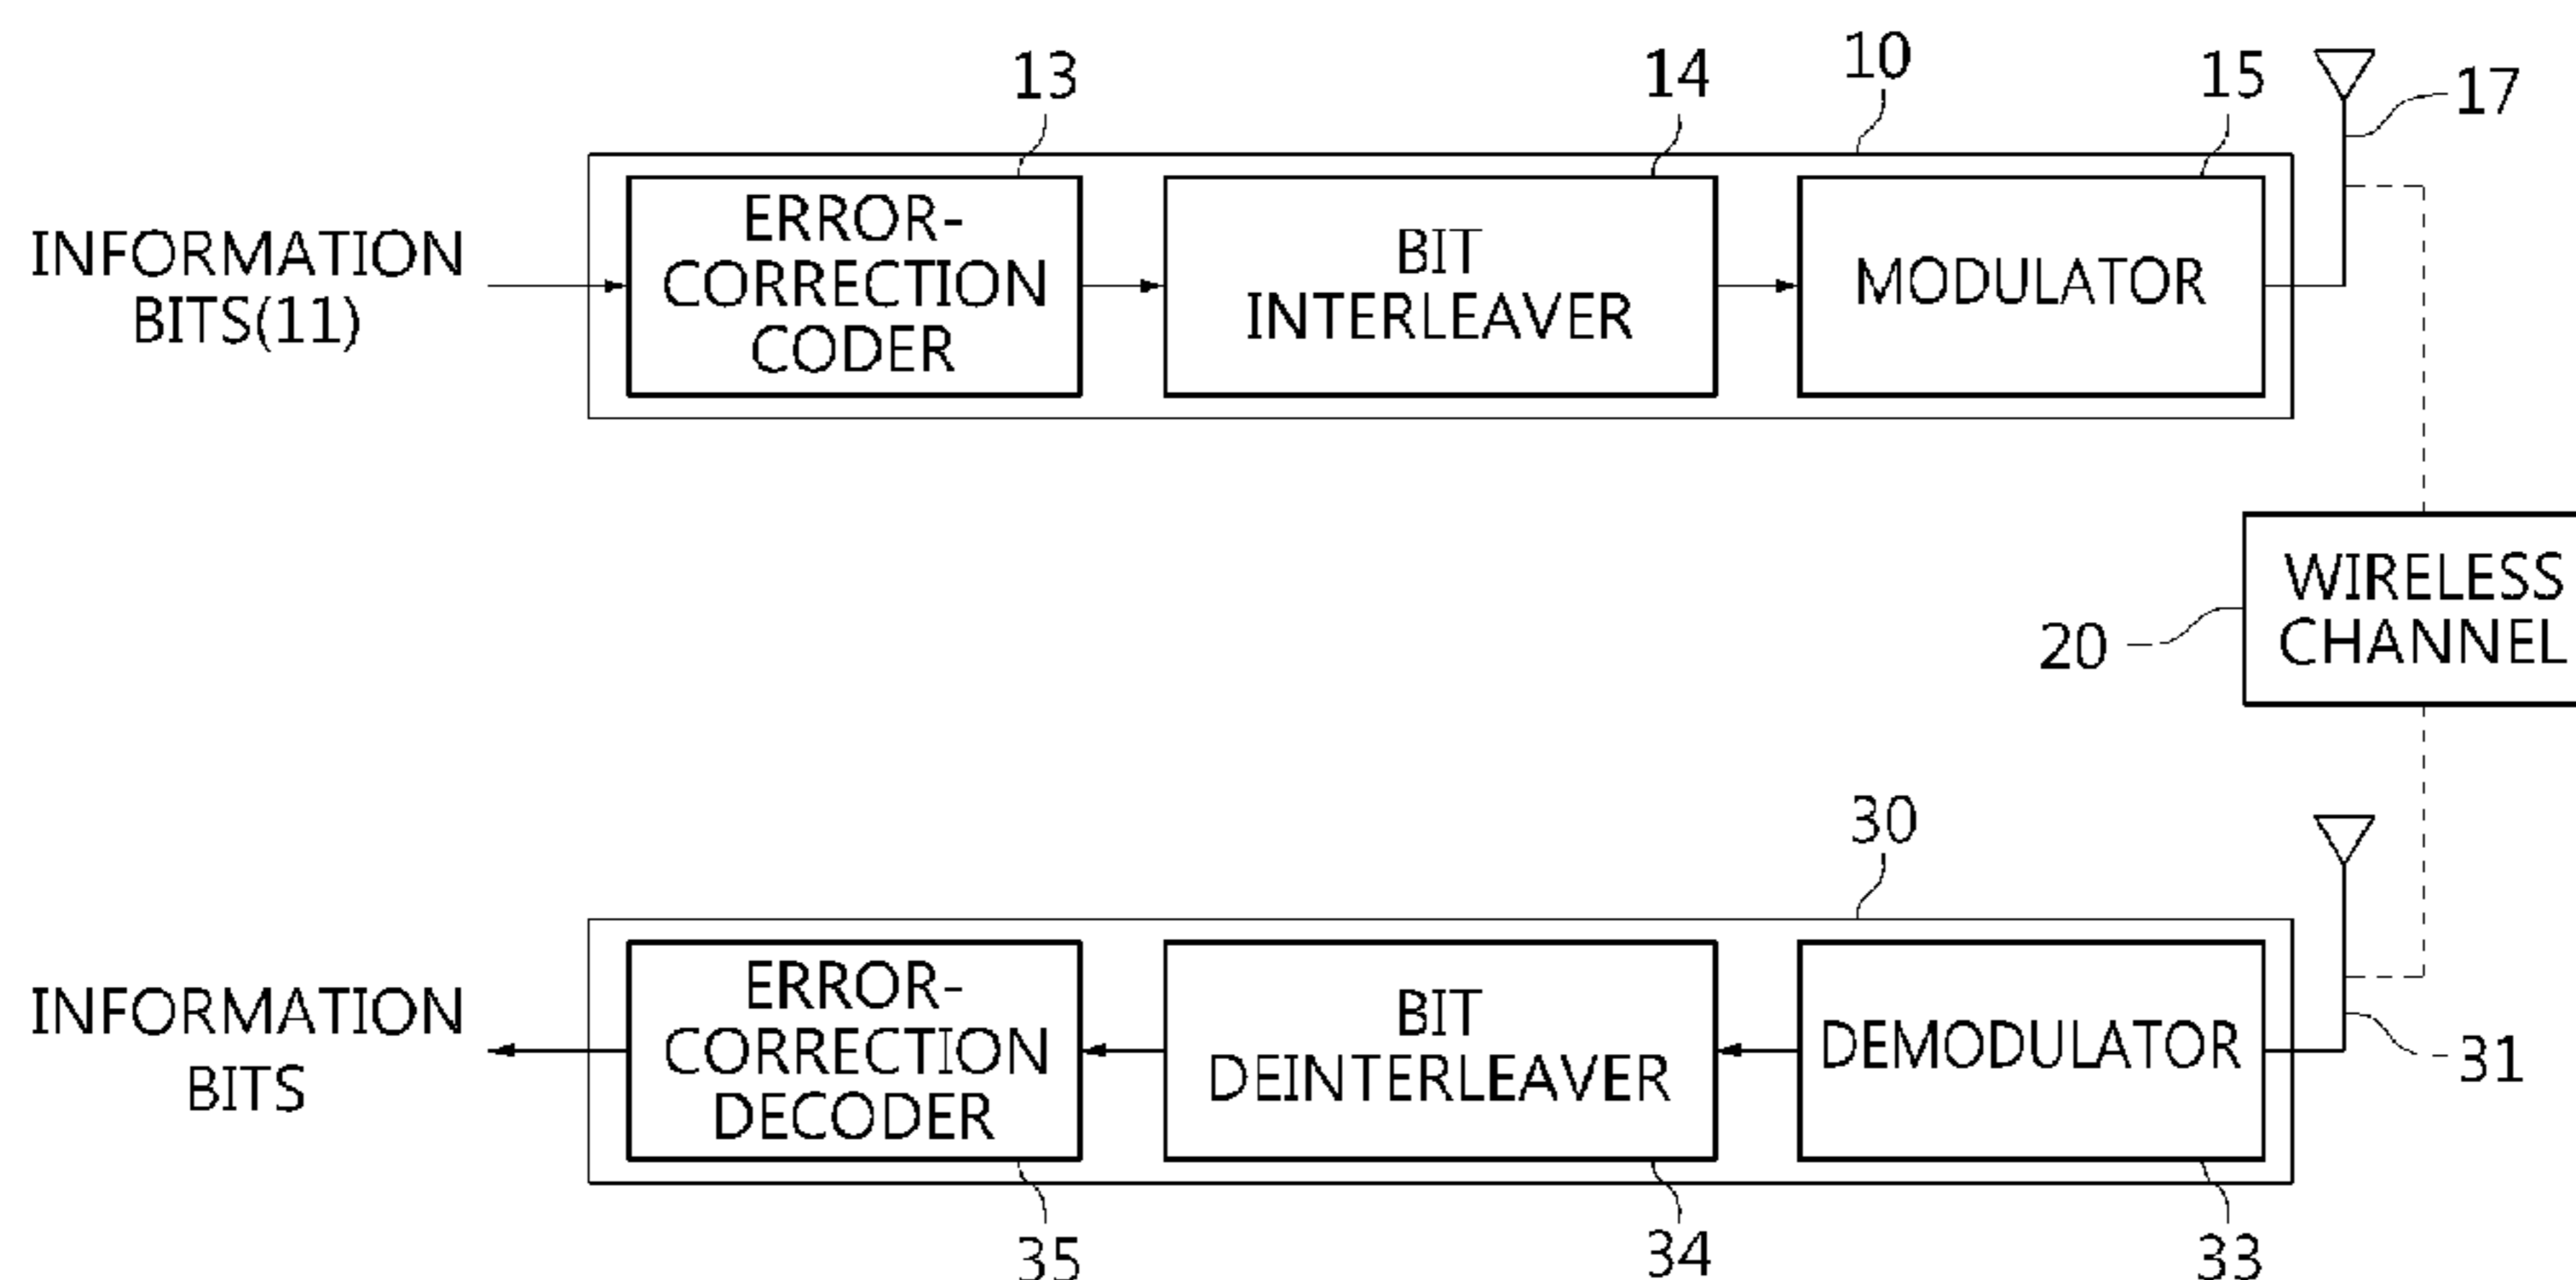 13
14
10
15
17
INFORMATION
BITS(11)
ERROR-
CORRECTION
CODER
BIT
INTERLEAVER
MODULATOR
WIRELESS
CHANNEL
20
30
INFORMATION
BITS
ERROR-
CORRECTION
DECODER
BIT
DEINTERLEAVER
DEMODULATOR
31
35
34
33